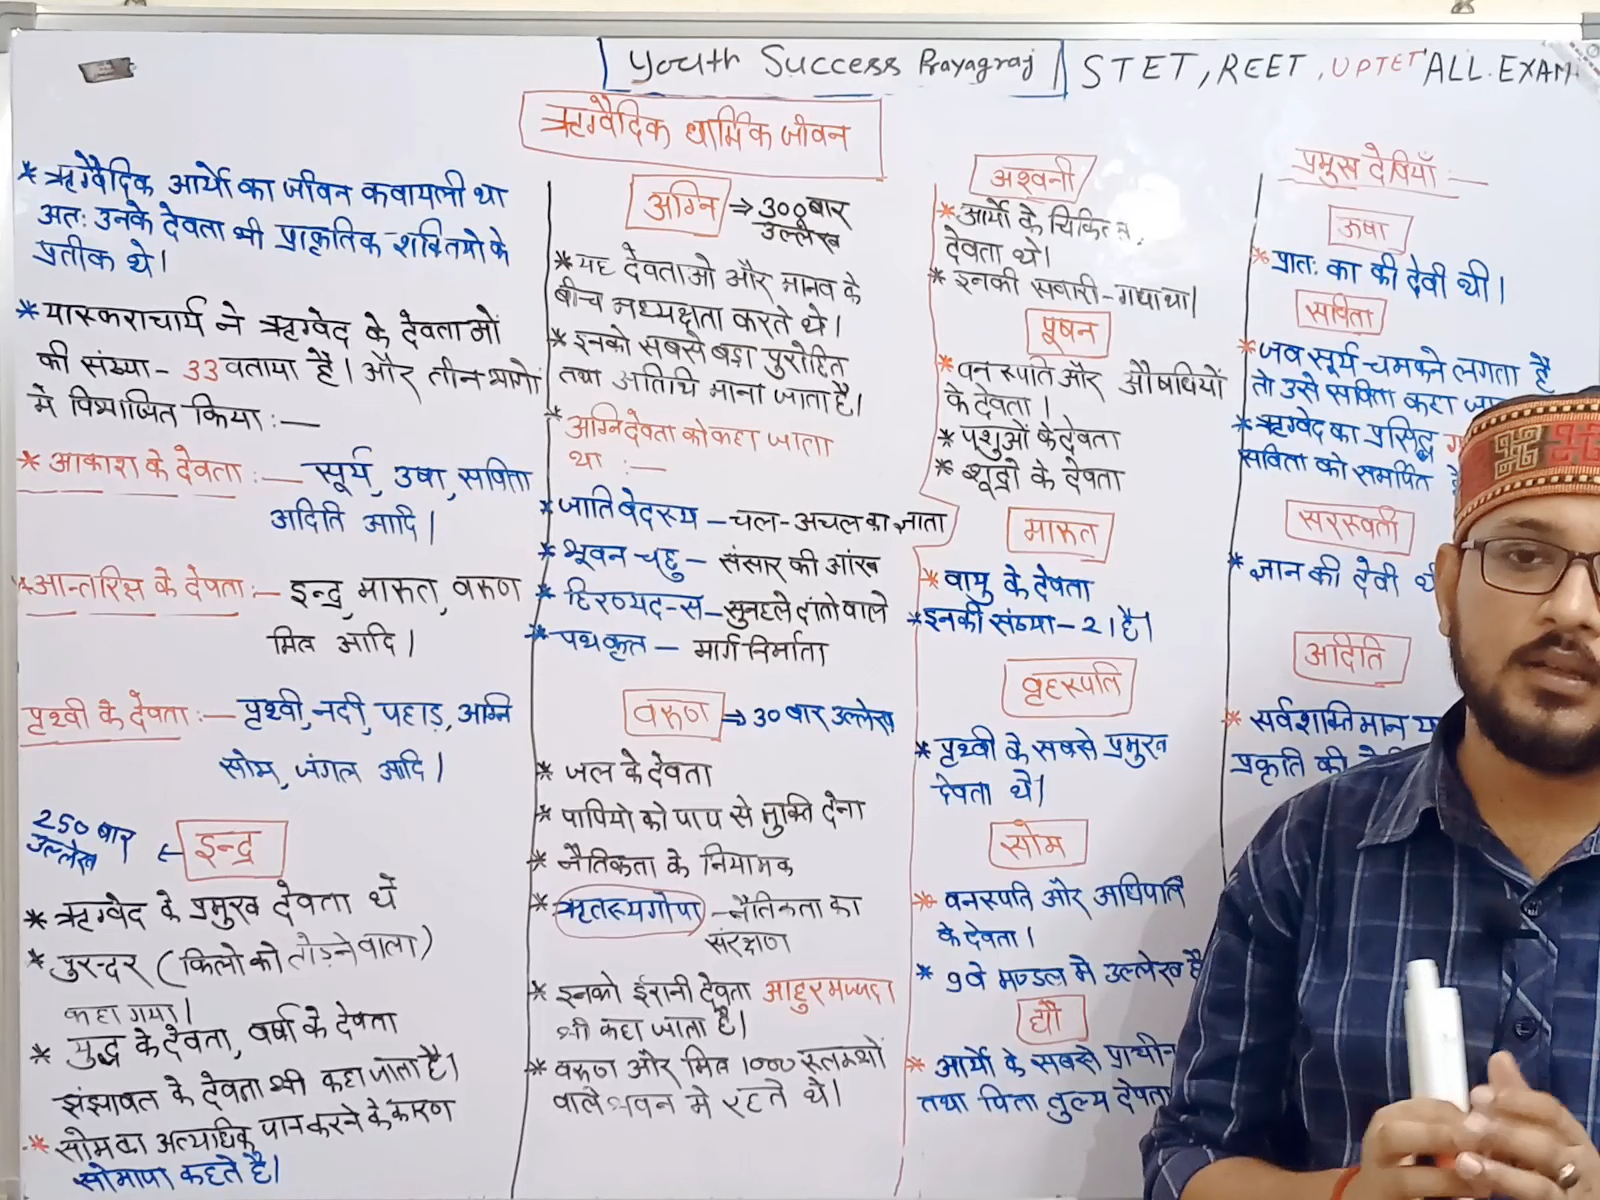 Youth Success Prayagraj
STET, REET, UPTET ALL. EXAM
ऋग्वैदिक धार्मिक जीवन
* ऋग्वैदिक आर्यो का जीवन कबायली था
अतः उनके देवता भी प्राकृतिक शक्तियो के
प्रतीक थे।
* यास्कराचार्य ने ऋग्वेद के देवताओं
की संख्या - 33 बताया है। और तीन भागो
मे विभाजित किया: —
* आकाश के देवता: — सूर्य, उषा, सविता
अदिति आदि।
* आन्तरिक्ष के देवता: — इन्द्र, मारूत, वरूण
मित्र आदि।
पृथ्वी के देवता: — पृथ्वी, नदी, पहाड़, अग्नि
सोम, जंगल आदि।
250 बार
उल्लेख
← इन्द्र
* ऋग्वेद के प्रमुख देवता थे
* पुरन्दर (किलो को तोड़ने वाला)
कहा गया।
* युद्ध के देवता, वर्षा के देवता
झंझावत के देवता भी कहा जाता है।
* सोम का अत्याधिक पान करने के कारण
सोमापा कहते है।
अग्नि ⇒ 300 बार
उल्लेख
* यह देवताओ और मानव के
बीच मध्यक्षता करते थे।
* इनको सबसे बड़ा पुरोहित
तथा अतिथि माना जाता है।
* अग्नि देवता को कहा जाता
था : —
* जातिवेदस्य — चल-अचल का ज्ञाता
* भूवन चक्षु — संसार की आंख
* हिरण्यद-स — सुनहले दांतो वाले
* पथकृत — मार्ग निर्माता
वरूण ⇒ 30 बार उल्लेख
* जल के देवता
* पापियो को पाप से मुक्ति देना
* नैतिकता के नियामक
* ऋतस्यगोपा - नैतिकता का
संरक्षण
* इनको ईरानी देवता आहुरमज्जदा
भी कहा जाता है।
* वरूण और मित्र 1000 स्तम्भों
वाले भवन मे रहते थे।
अश्वनी
* आर्यो के
देवता थे।
* इनकी सवारी - गधा था।
पूषन
* वनस्पति और औषधियों
के देवता।
* पशुओं के देवता
* शूद्रो के देवता
मारूत
* वायु के देवता
* इनकी संख्या - 21 है।
वृहस्पति
* पृथ्वी के सबसे प्रमुख
देवता थे।
सोम
* वनस्पति और अधिपति
के देवता।
* 9वे मण्डल मे उल्लेख है
द्यौ
* आर्यो के सबसे प्राचीन
तथा पिता तुल्य देवता
प्रमुख देवियाँ: —
ऊषा
* प्रातः का की देवी थी।
सविता
* जब सूर्य चमकने लगता है
तो उसे सविता कहा
* ऋग्वेद का प्रसिद्ध
सविता को समर्पित
सरस्वती
* ज्ञान की देवी
अदिति
* सर्वशक्तिमान
प्रकृति की